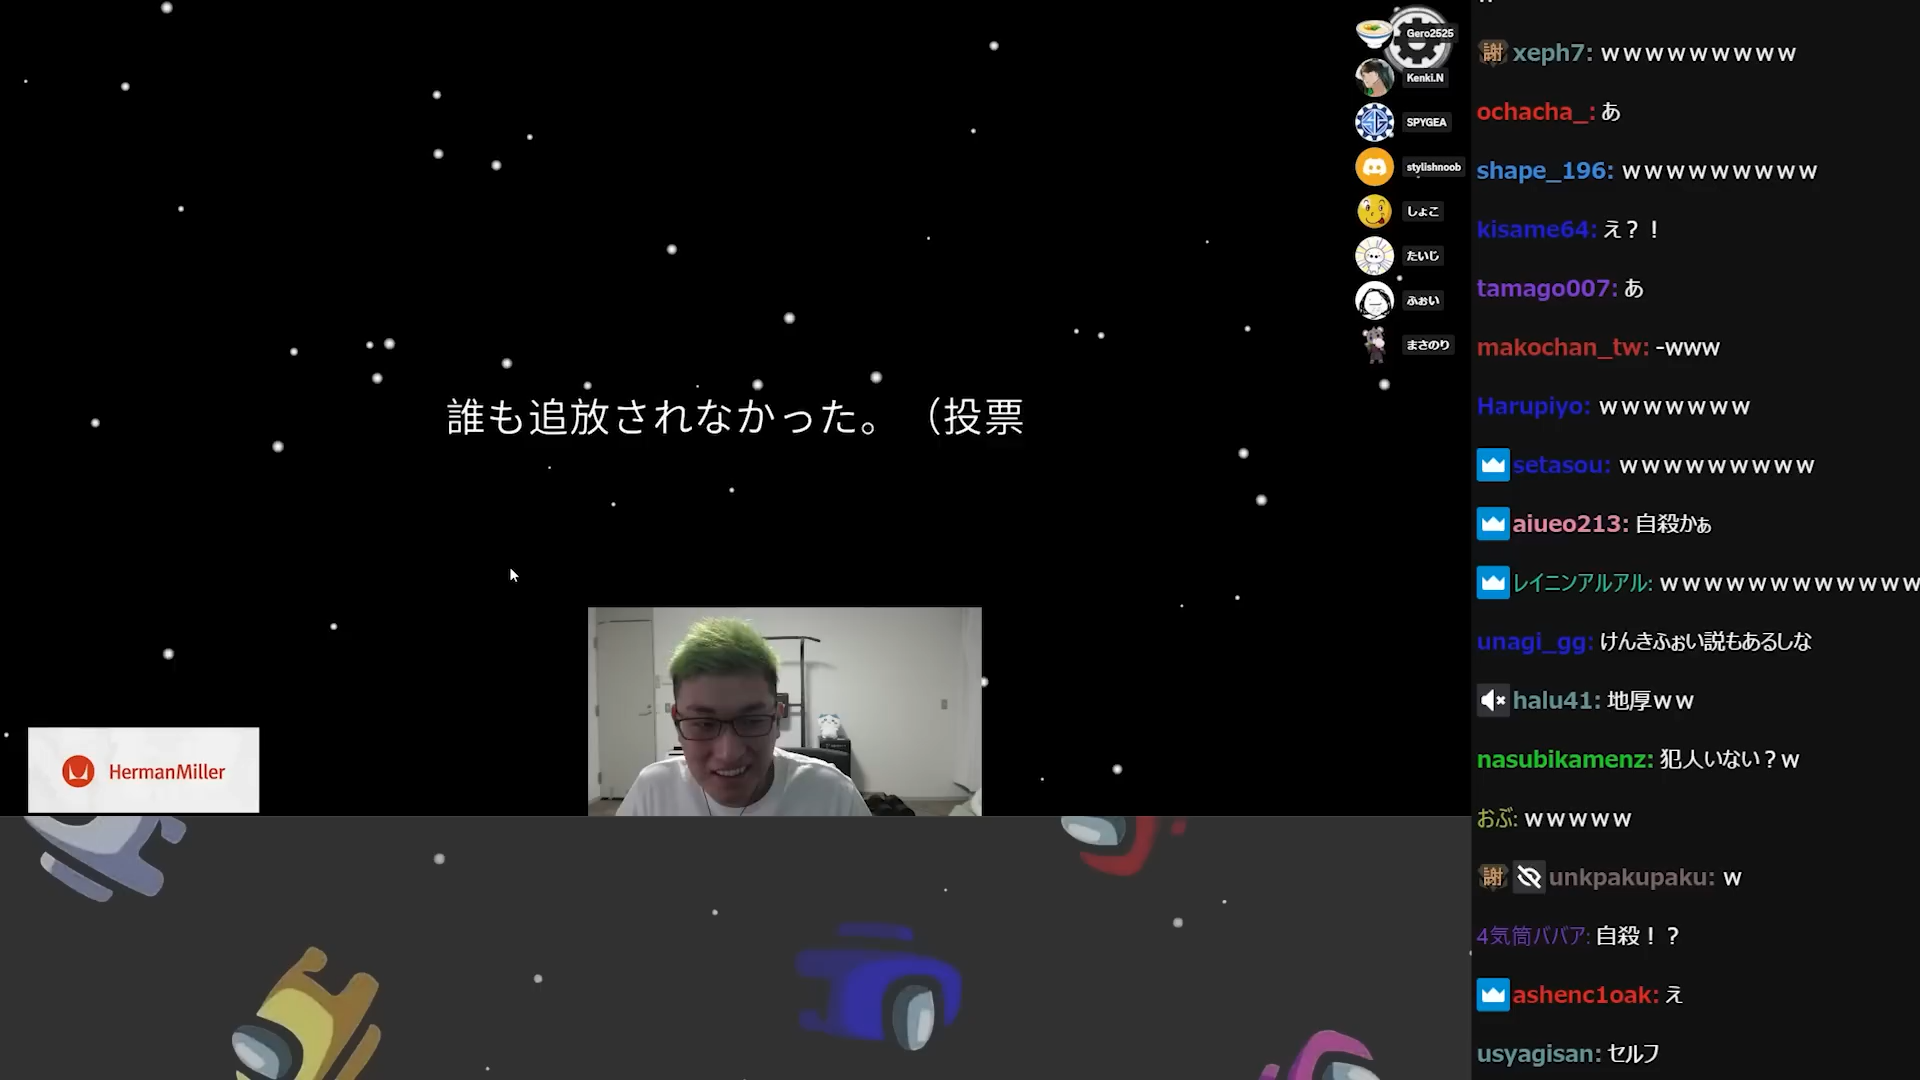 誰も追放されなかった。（投票
HermanMiller
Gero2525
Kenki.N
SPYGEA
stylishnoob
しょこ
たいじ
ふぉい
まさのり
謝 xeph7: ｗｗｗｗｗｗｗｗｗ
ochacha_: あ
shape_196: ｗｗｗｗｗｗｗｗｗ
kisame64: え？！
tamago007: あ
makochan_tw: -www
Harupiyo: ｗｗｗｗｗｗｗ
setasou: ｗｗｗｗｗｗｗｗｗ
aiueo213: 自殺かぁ
レイニンアルアル: ｗｗｗｗｗｗｗｗｗｗｗｗ
unagi_gg: けんきふぉい説もあるしな
halu41: 地厚ｗｗ
nasubikamenz: 犯人いない？w
おぶ: ｗｗｗｗｗ
謝 unkpakupaku: w
4気筒ババア: 自殺！？
ashenc1oak: え
usyagisan: セルフ